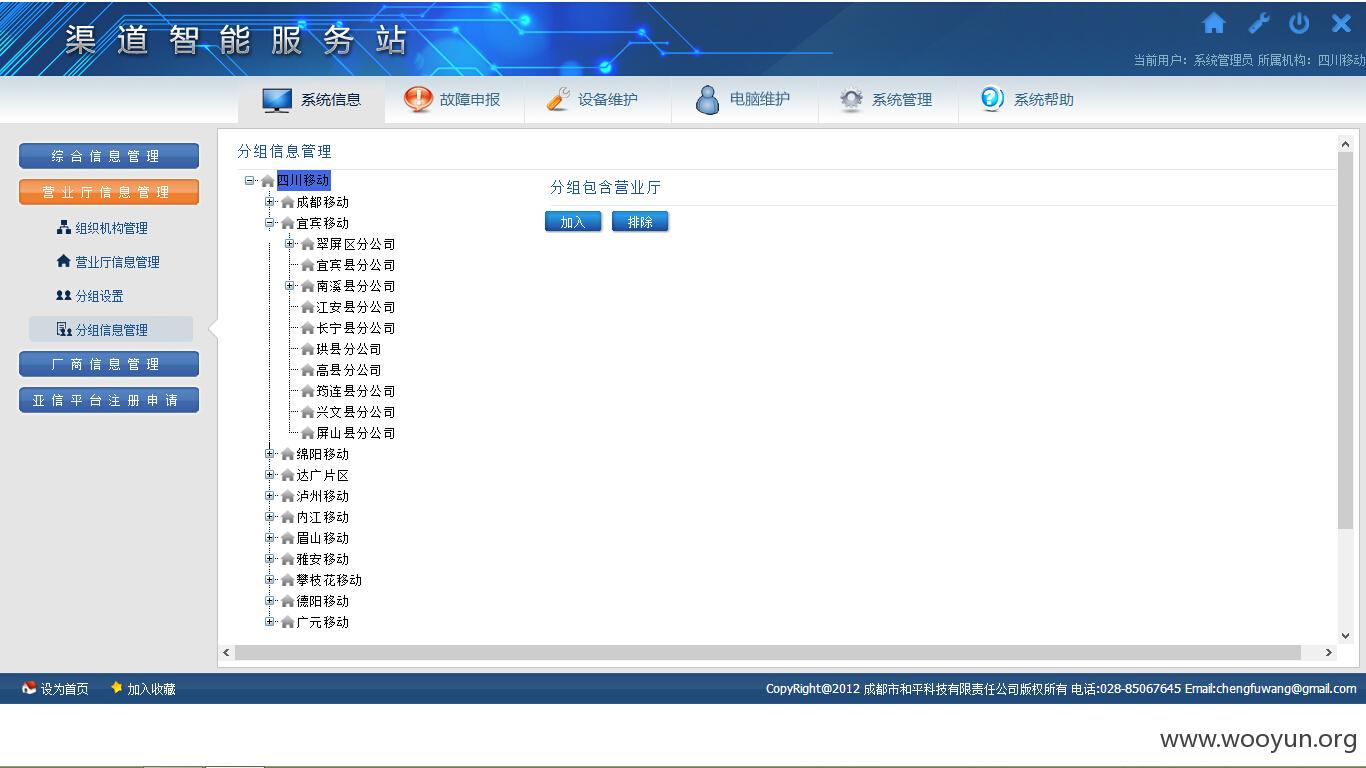 渠道智能服务站
当前用户：系统管理员 所属机构：四川移动
系统信息 故障申报 设备维护 电脑维护 系统管理 系统帮助
综合信息管理
营业厅信息管理
组织机构管理
营业厅信息管理
分组设置
分组信息管理
厂商信息管理
亚信平台注册申请
分组信息管理
四川移动
成都移动
宜宾移动
翠屏区分公司
宜宾县分公司
南溪县分公司
江安县分公司
长宁县分公司
珙县分公司
高县分公司
筠连县分公司
兴文县分公司
屏山县分公司
绵阳移动
达广片区
泸州移动
内江移动
眉山移动
雅安移动
攀枝花移动
德阳移动
广元移动
分组包含营业厅
加入 排除
设为首页 加入收藏
CopyRight@2012 成都市和平科技有限责任公司版权所有 电话:028-85067645 Email:chengfuwang@gmail.com
www.wooyun.org